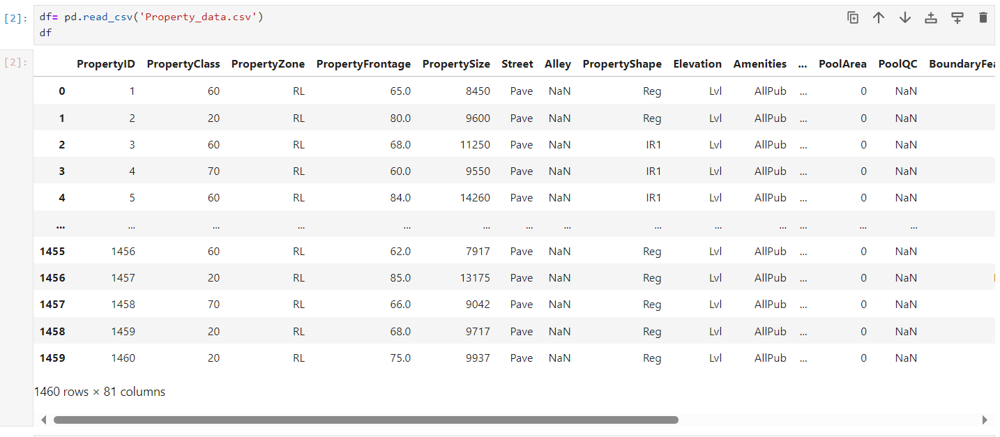 [2]: df= pd.read_csv('Property_data.csv')
df
[2]: PropertyID PropertyClass PropertyZone PropertyFrontage PropertySize Street Alley PropertyShape Elevation Amenities ... PoolArea PoolQC BoundaryFea
0 1 60 RL 65.0 8450 Pave NaN Reg Lvl AllPub ... 0 NaN
1 2 20 RL 80.0 9600 Pave NaN Reg Lvl AllPub ... 0 NaN
2 3 60 RL 68.0 11250 Pave NaN IR1 Lvl AllPub ... 0 NaN
3 4 70 RL 60.0 9550 Pave NaN IR1 Lvl AllPub ... 0 NaN
4 5 60 RL 84.0 14260 Pave NaN IR1 Lvl AllPub ... 0 NaN
... ... ... ... ... ... ... ... ... ... ... ... ... ...
1455 1456 60 RL 62.0 7917 Pave NaN Reg Lvl AllPub ... 0 NaN
1456 1457 20 RL 85.0 13175 Pave NaN Reg Lvl AllPub ... 0 NaN
1457 1458 70 RL 66.0 9042 Pave NaN Reg Lvl AllPub ... 0 NaN
1458 1459 20 RL 68.0 9717 Pave NaN Reg Lvl AllPub ... 0 NaN
1459 1460 20 RL 75.0 9937 Pave NaN Reg Lvl AllPub ... 0 NaN
1460 rows × 81 columns